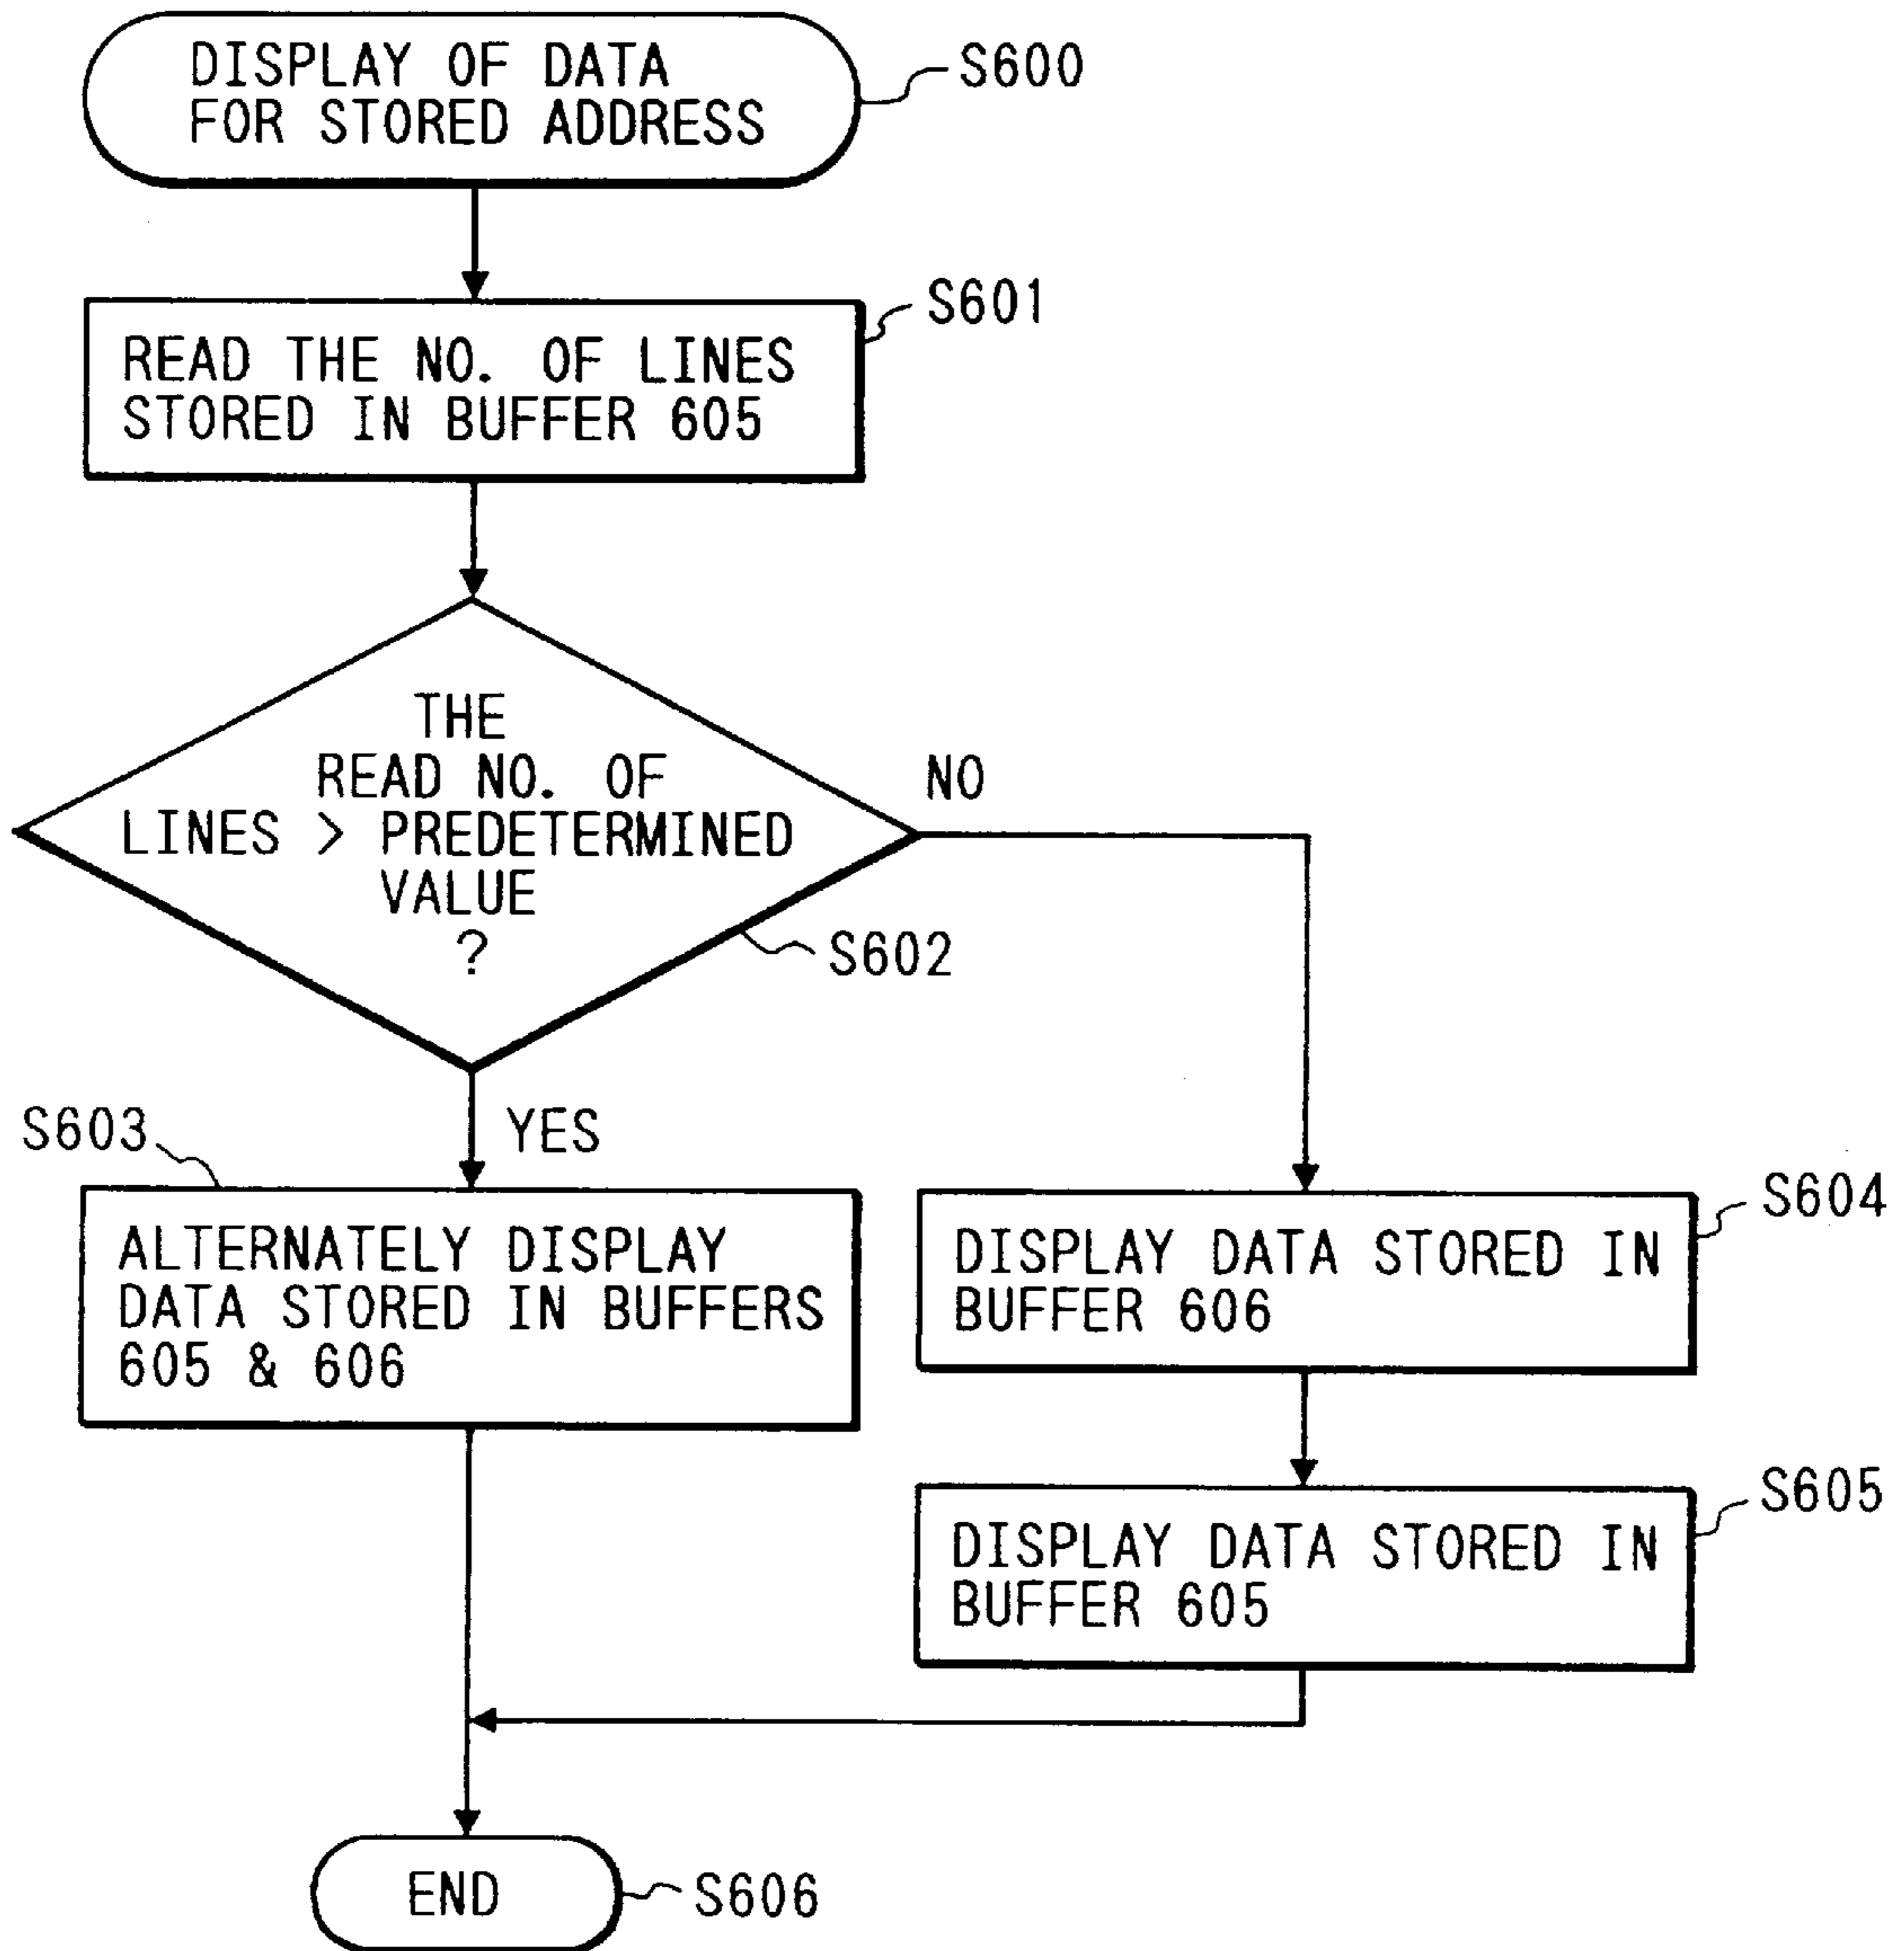 DISPLAY OF DATA
FOR STORED ADDRESS
S600
S601
READ THE NO. OF LINES
STORED IN BUFFER 605
THE
READ NO. OF
LINES > PREDETERMINED
VALUE
?
NO
S602
S603
YES
ALTERNATELY DISPLAY
DATA STORED IN BUFFERS
605 & 606
S604
DISPLAY DATA STORED IN
BUFFER 606
S605
DISPLAY DATA STORED IN
BUFFER 605
END
S606